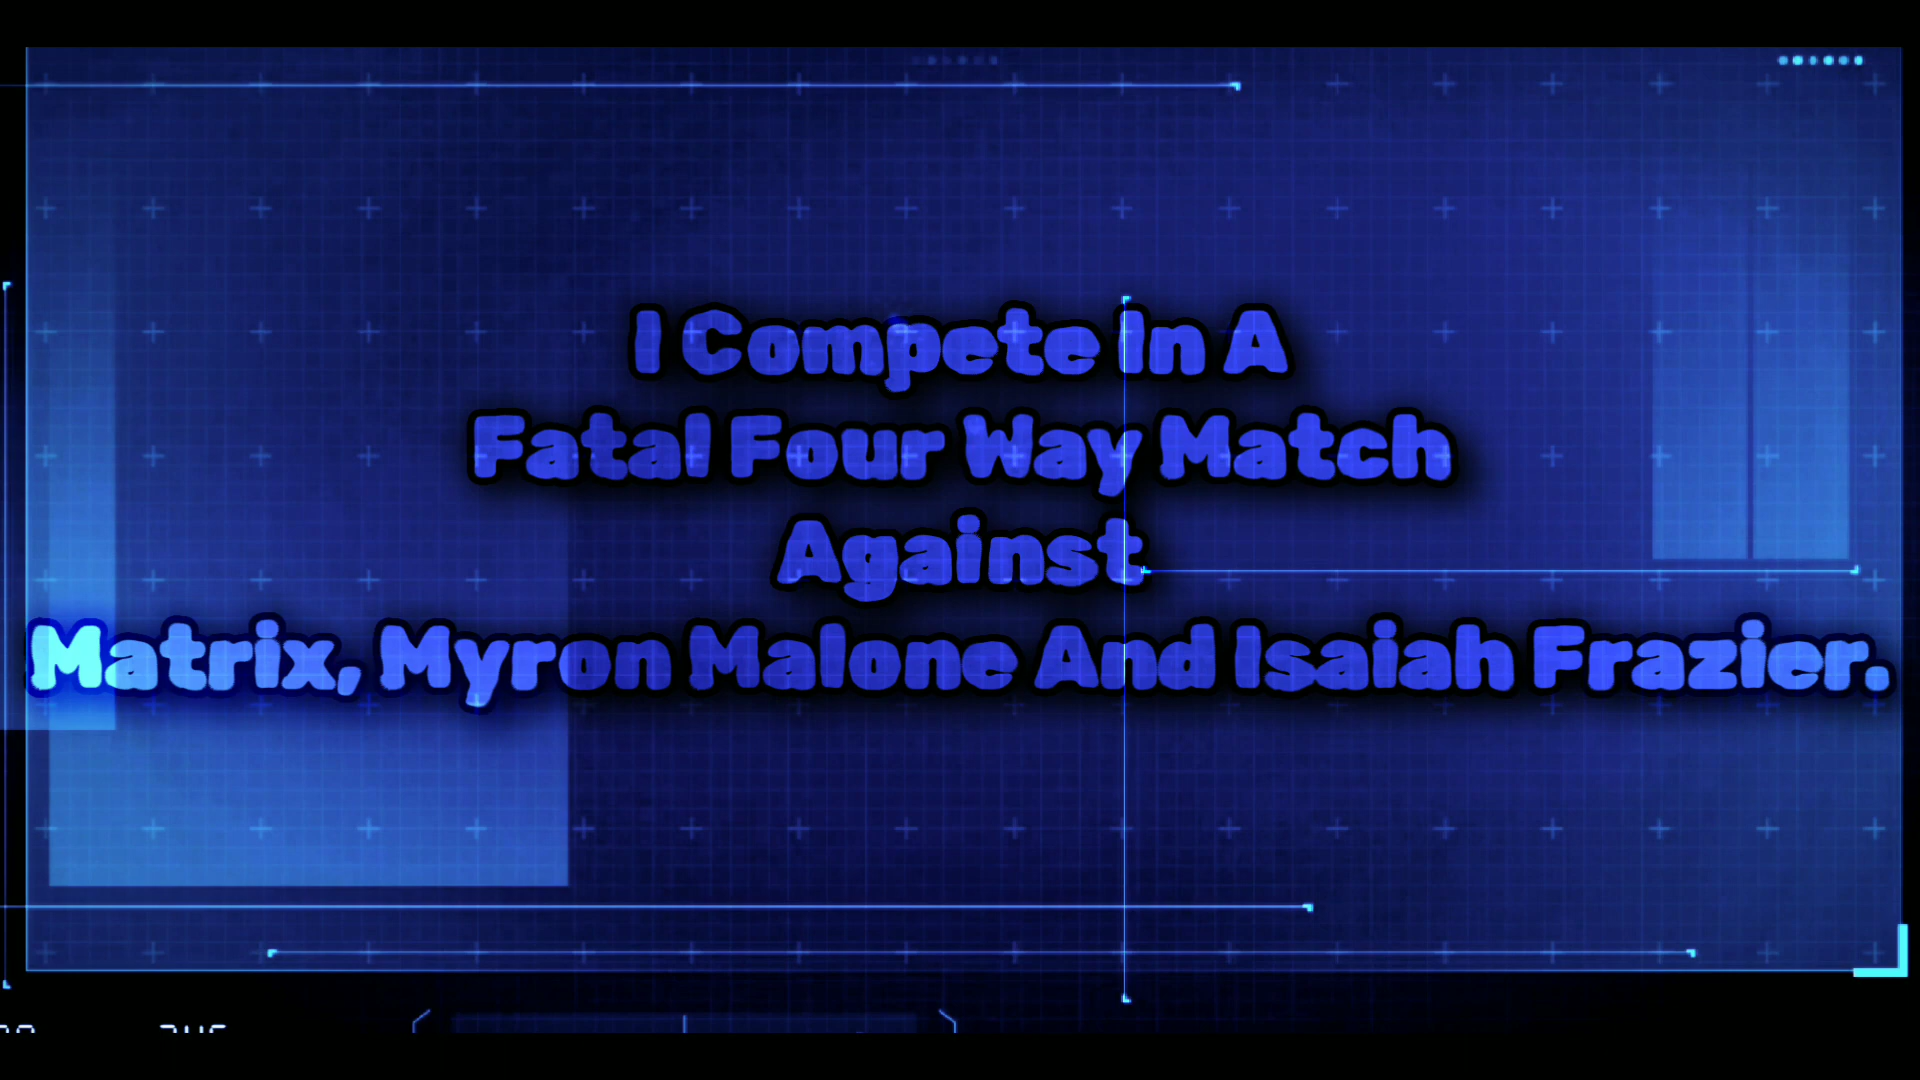 I Compete In A
Fatal Four Way Match
Against
Matrix, Myron Malone And Isaiah Frazier.